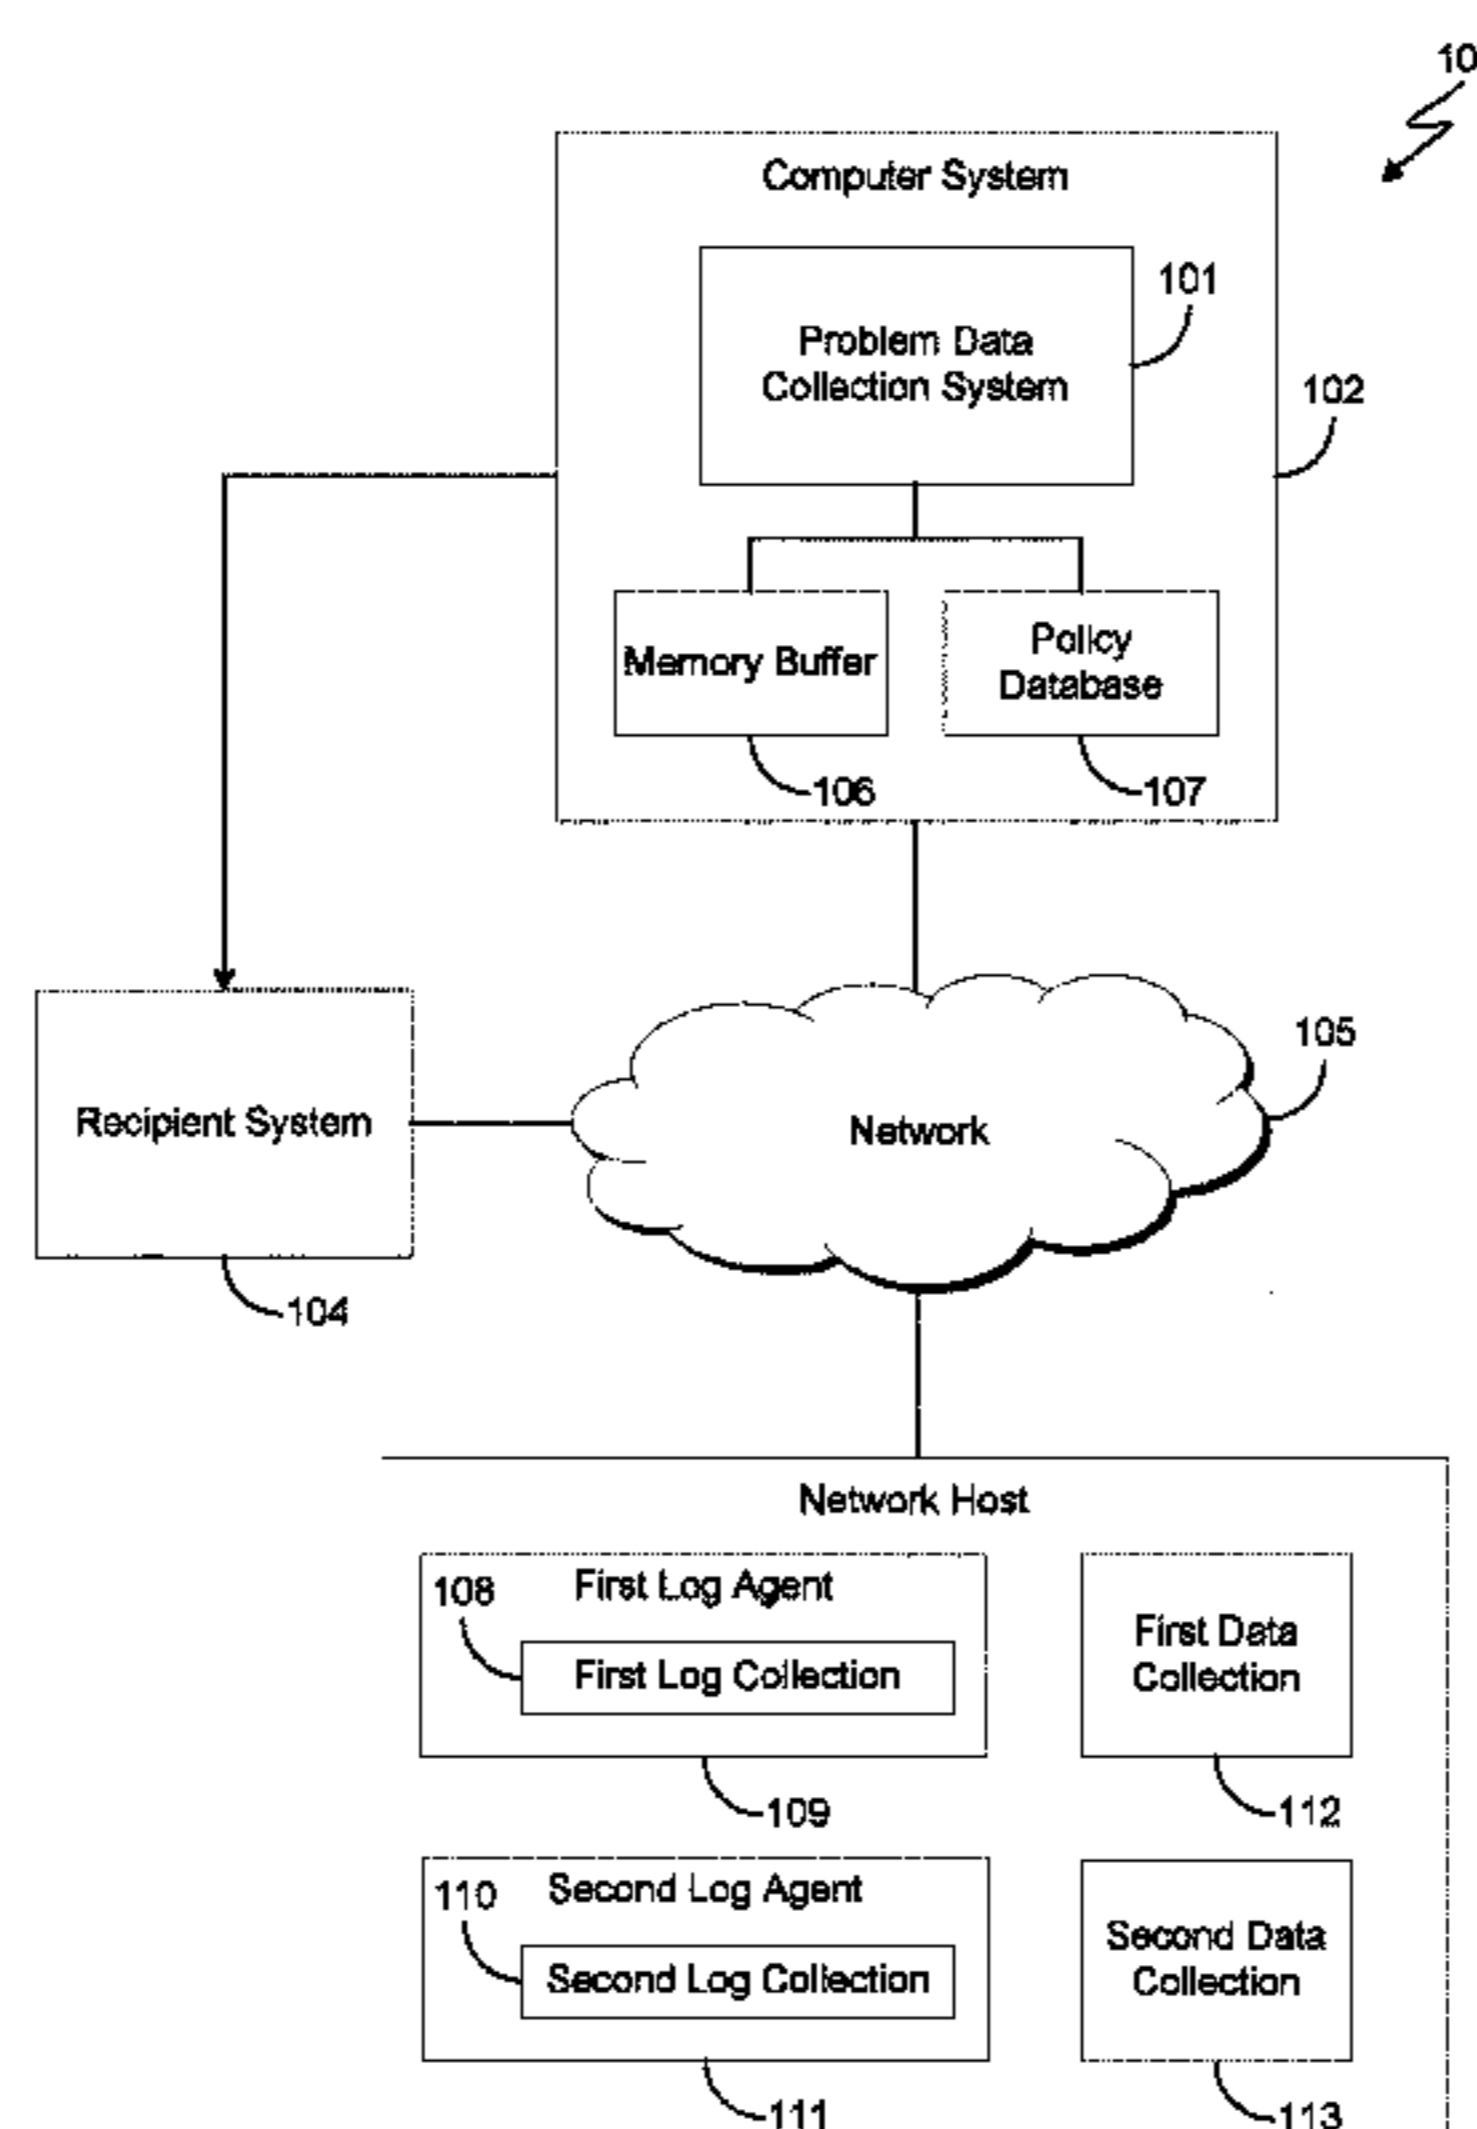 10
Computer System
101
Problem Data
Collection System
102
Memory Buffer
Policy
Database
106
107
105
Recipient System
Network
104
Network Host
108
First Log Agent
First Log Collection
First Data
Collection
109
112
110
Second Log Agent
Second Log Collection
Second Data
Collection
111
113